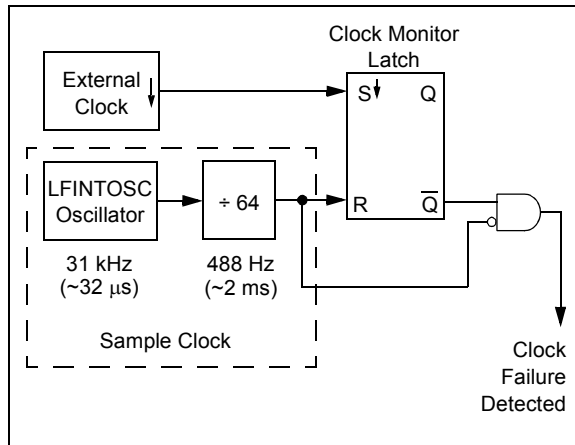 Clock Monitor
Latch
External
Clock
S
Q
LFINTOSC
Oscillator
÷ 64
R
Q̅
31 kHz
(~32 μs)
488 Hz
(~2 ms)
Sample Clock
Clock
Failure
Detected